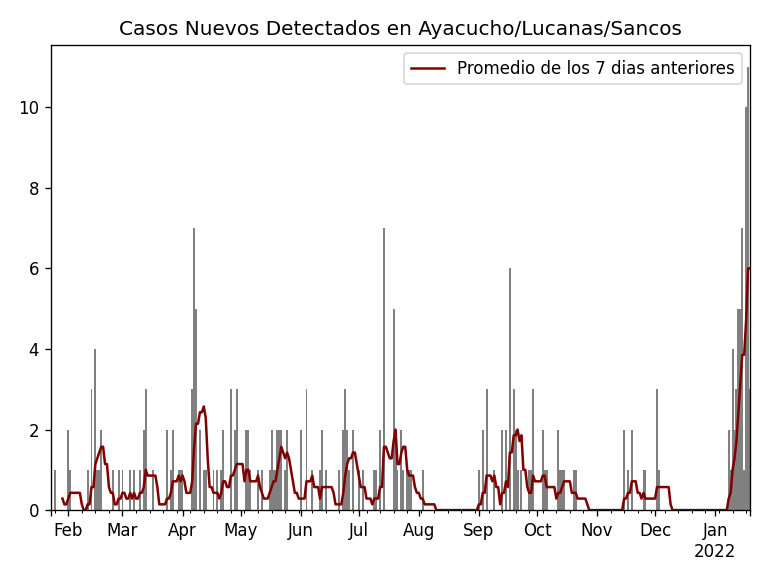 Casos Nuevos Detectados en Ayacucho/Lucanas/Sancos
Promedio de los 7 dias anteriores
10
8
6
4
2
0
Feb Mar Apr May Jun Jul Aug Sep Oct Nov Dec Jan
2022